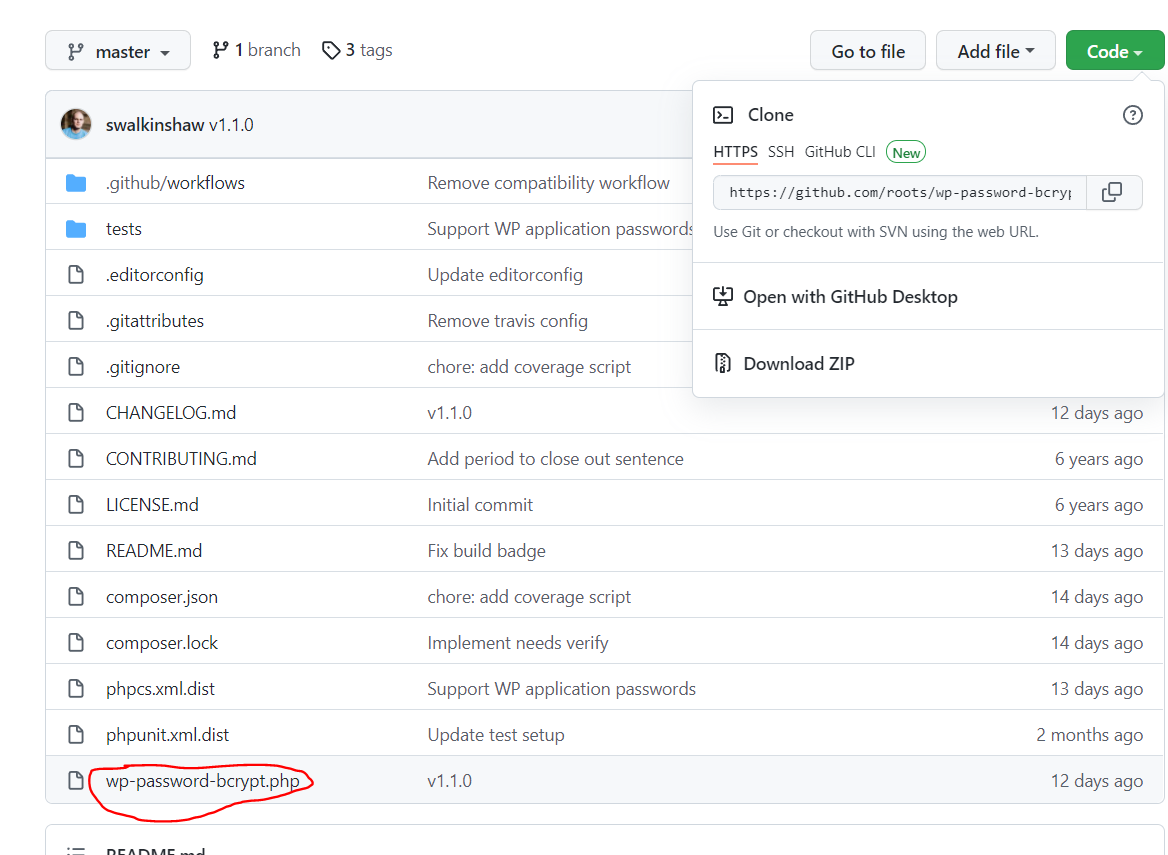 master 1 branch 3 tags Go to file Add file Code
swalkinshaw v1.1.0
Clone
HTTPS SSH GitHub CLI New
https://github.com/roots/wp-password-bcryp
Use Git or checkout with SVN using the web URL.
Open with GitHub Desktop
Download ZIP
.github/workflows Remove compatibility workflow
tests Support WP application passwords
.editorconfig Update editorconfig
.gitattributes Remove travis config
.gitignore chore: add coverage script
CHANGELOG.md v1.1.0 12 days ago
CONTRIBUTING.md Add period to close out sentence 6 years ago
LICENSE.md Initial commit 6 years ago
README.md Fix build badge 13 days ago
composer.json chore: add coverage script 14 days ago
composer.lock Implement needs verify 14 days ago
phpcs.xml.dist Support WP application passwords 13 days ago
phpunit.xml.dist Update test setup 2 months ago
wp-password-bcrypt.php v1.1.0 12 days ago
README.md